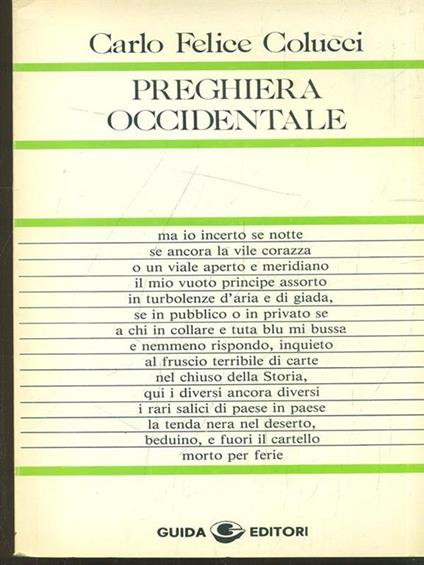 Carlo Felice Colucci
PREGHIERA
OCCIDENTALE
ma io incerto se notte
se ancora la vile corazza
o un viale aperto e meridiano
il mio vuoto principe assorto
in turbolenze d'aria e di giada,
se in pubblico o in privato se
a chi in collare e tuta blu mi bussa
e nemmeno rispondo, inquieto
al fruscio terribile di carte
nel chiuso della Storia,
qui i diversi ancora diversi
i rari salici di paese in paese
la tenda nera nel deserto,
beduino, e fuori il cartello
morto per ferie
GUIDA EDITORI